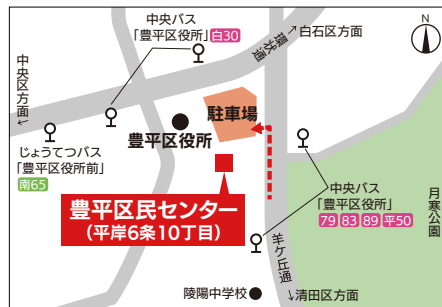 中央バス
「豊平区役所」白30
環状通
↗白石区方面
N
中央区方面↓
駐車場
豊平区役所
じょうてつバス
「豊平区役所前」
南65
豊平区民センター
(平岸6条10丁目)
中央バス
「豊平区役所」
79 83 89 平50
月寒公園
羊ケ丘通
陵陽中学校
↓清田区方面